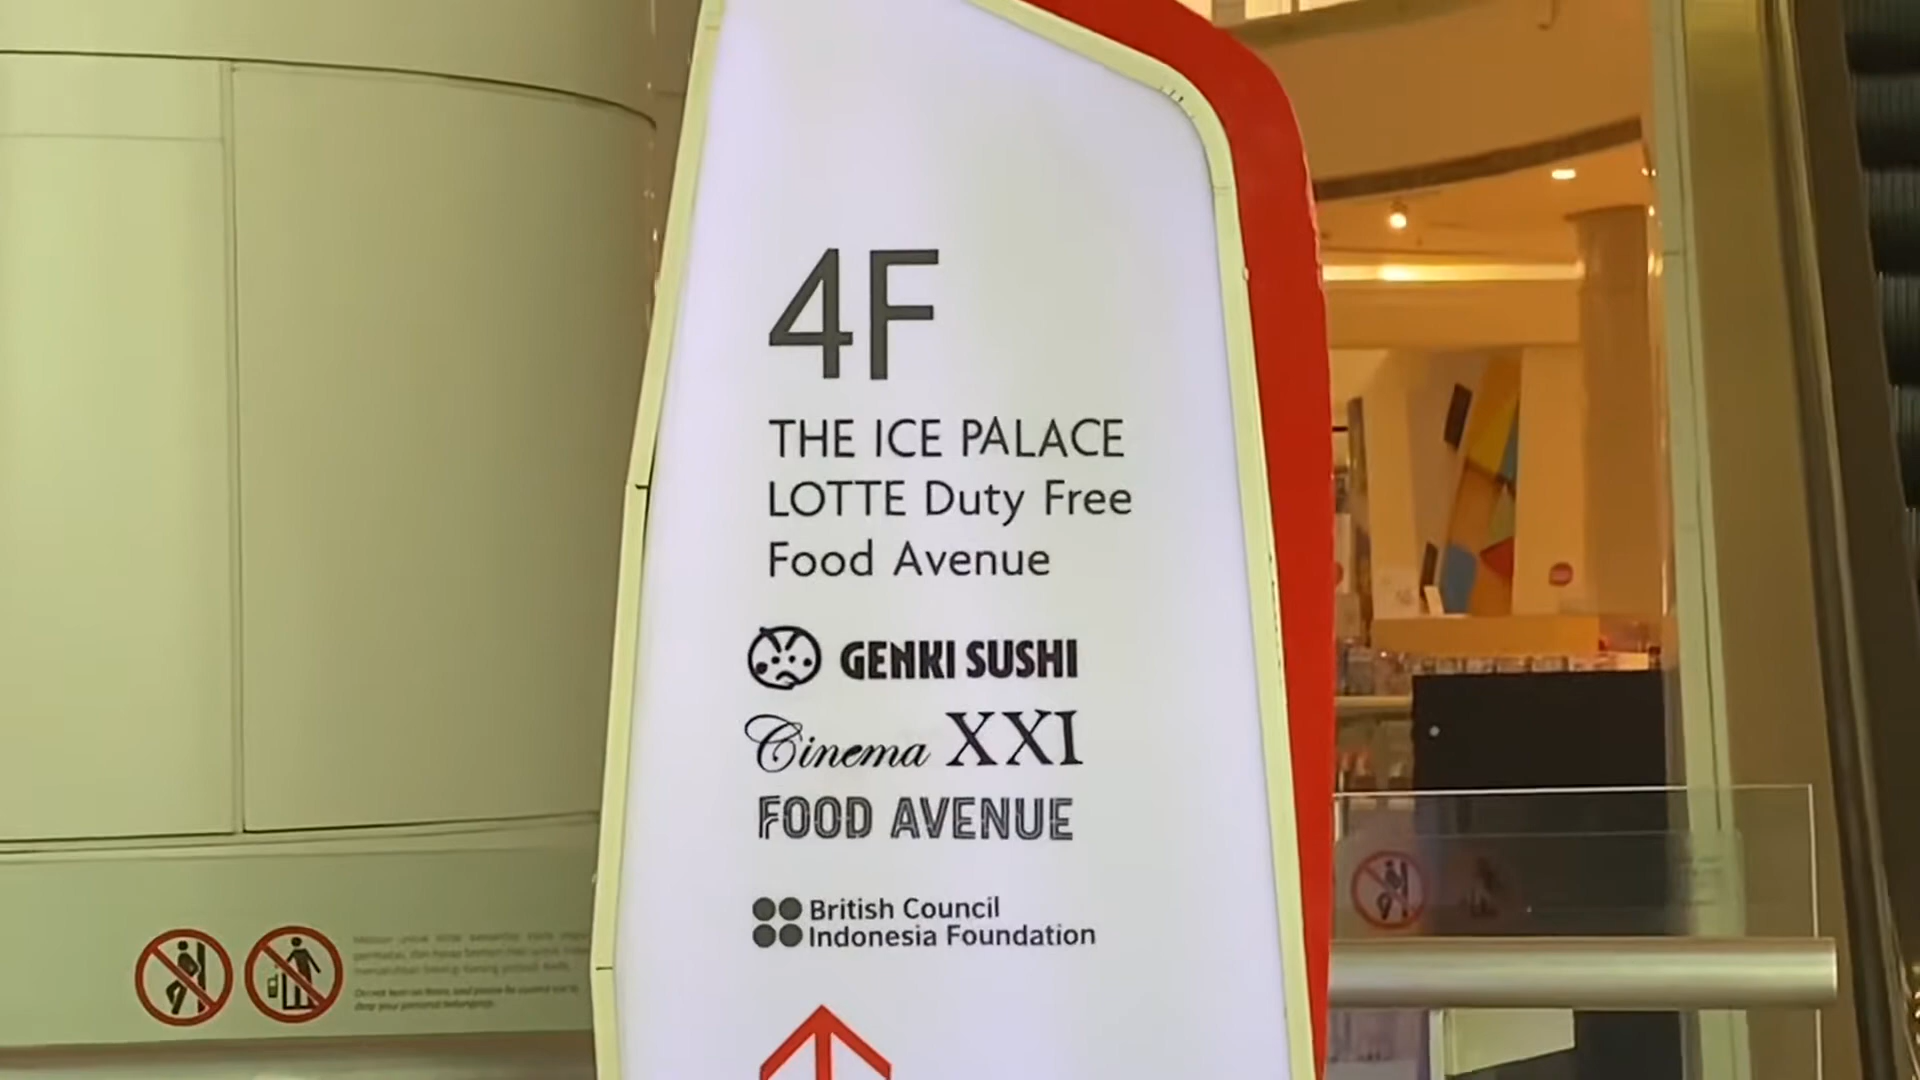 4F
THE ICE PALACE
LOTTE Duty Free
Food Avenue
GENKI SUSHI
Cinema XXI
FOOD AVENUE
British Council
Indonesia Foundation